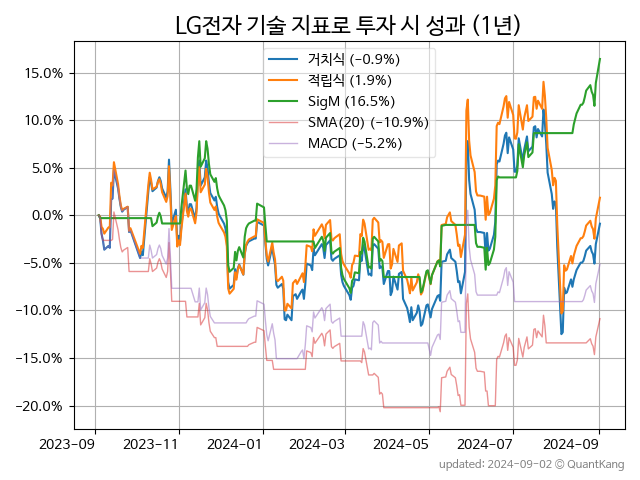 LG전자 기술 지표로 투자 시 성과 (1년)
거치식 (−0.9%)
적립식 (1.9%)
SigM (16.5%)
SMA(20) (−10.9%)
MACD (−5.2%)
15.0%
10.0%
5.0%
0.0%
−5.0%
−10.0%
−15.0%
−20.0%
2023-09 2023-11 2024-01 2024-03 2024-05 2024-07 2024-09
updated: 2024-09-02 © QuantKang